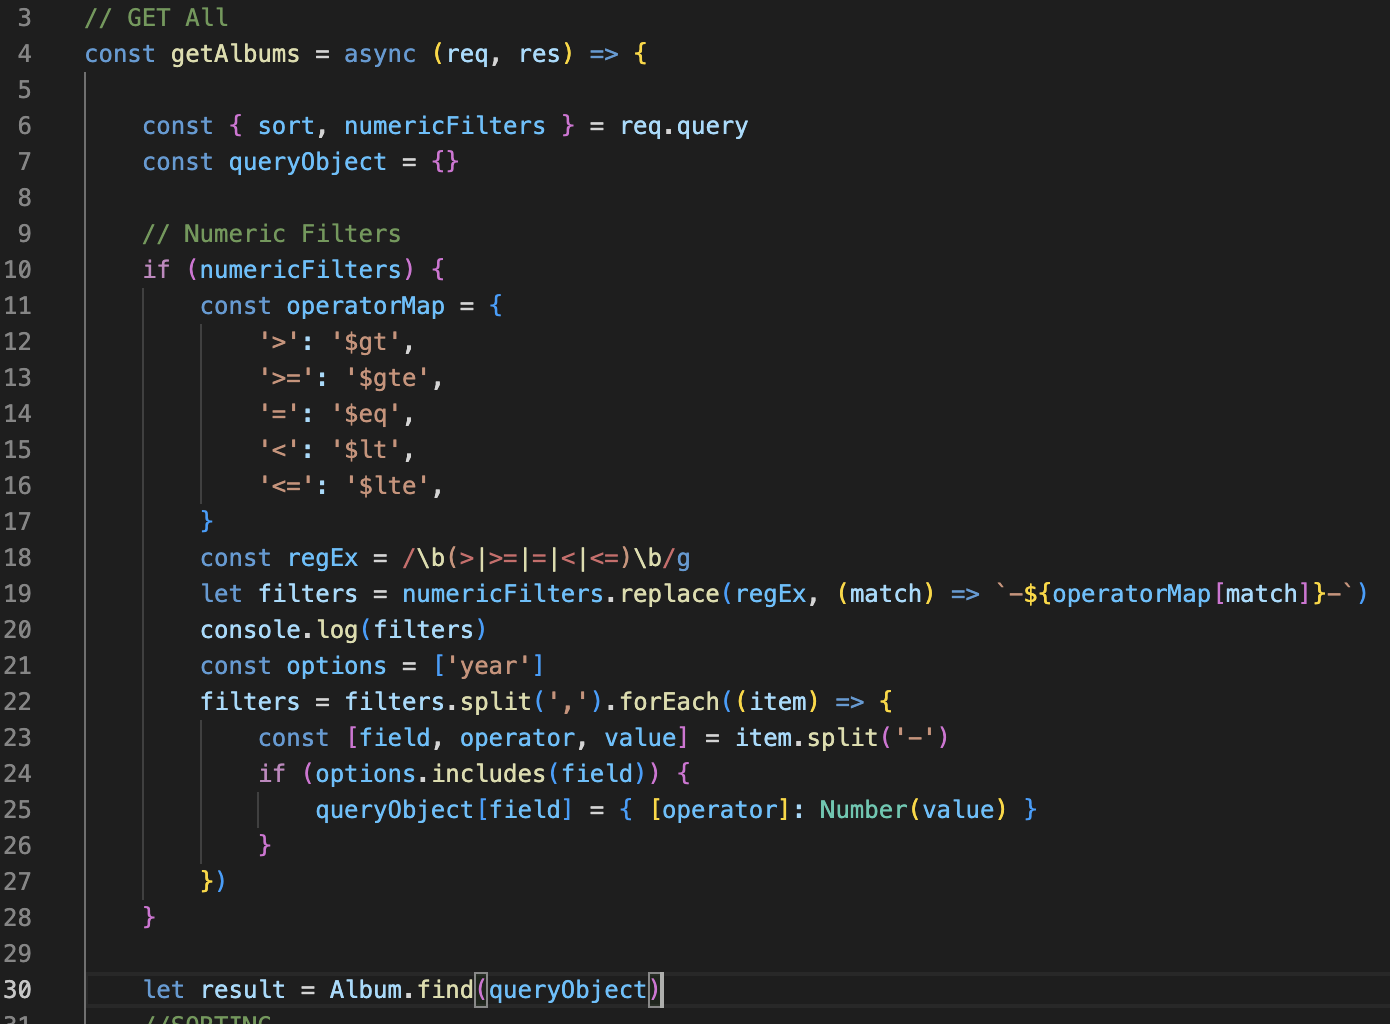 3 // GET All
4 const getAlbums = async (req, res) => {
5
6 const { sort, numericFilters } = req.query
7 const queryObject = {}
8
9 // Numeric Filters
10 if (numericFilters) {
11 const operatorMap = {
12 '>': '$gt',
13 '>=': '$gte',
14 '=': '$eq',
15 '<': '$lt',
16 '<=': '$lte',
17 }
18 const regEx = /\b(>|>=|=|<|<=)\b/g
19 let filters = numericFilters.replace(regEx, (match) => `-${operatorMap[match]}-`)
20 console.log(filters)
21 const options = ['year']
22 filters = filters.split(',').forEach((item) => {
23 const [field, operator, value] = item.split('-')
24 if (options.includes(field)) {
25 queryObject[field] = { [operator]: Number(value) }
26 }
27 })
28 }
29
30 let result = Album.find(queryObject)
31 //SORTING